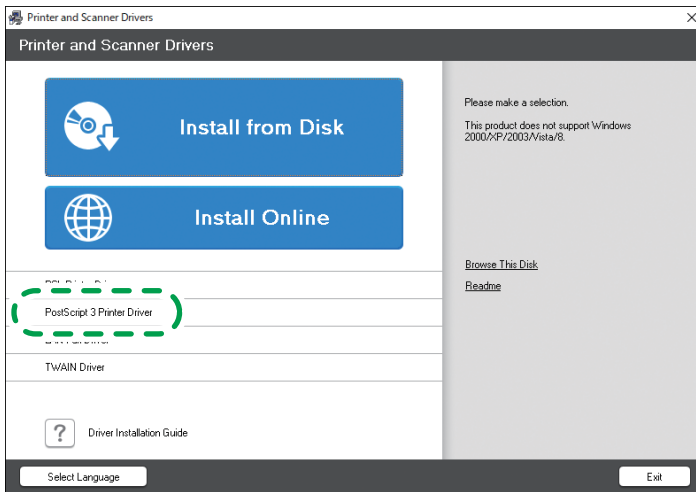 Printer and Scanner Drivers
Printer and Scanner Drivers
Install from Disk
Install Online
PostScript 3 Printer Driver
TWAIN Driver
? Driver Installation Guide
Please make a selection.
This product does not support Windows
2000/XP/2003/Vista/8.
Browse This Disk
Readme
Select Language
Exit